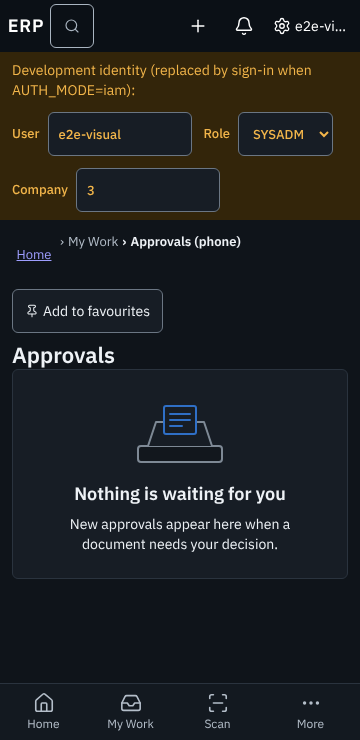 ERP e2e-vi...
Development identity (replaced by sign-in when
AUTH_MODE=iam):
User e2e-visual Role SYSADM
Company 3
Home › My Work › Approvals (phone)
Add to favourites
Approvals
Nothing is waiting for you
New approvals appear here when a
document needs your decision.
Home My Work Scan More